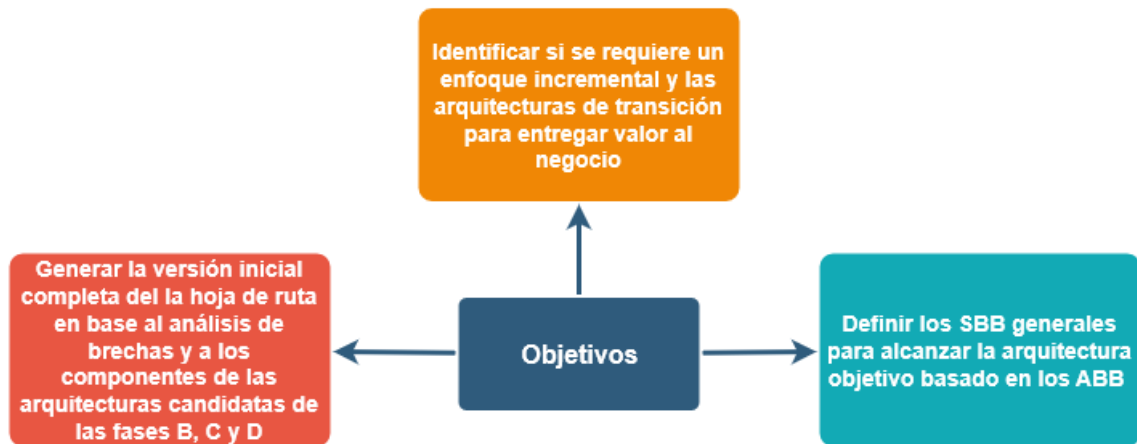 Identificar si se requiere un
enfoque incremental y las
arquitecturas de transición
para entregar valor al
negocio
Generar la versión inicial
completa del la hoja de ruta
en base al análisis de
brechas y a los
componentes de las
arquitecturas candidatas de
las fases B, C y D
Objetivos
Definir los SBB generales
para alcanzar la arquitectura
objetivo basado en los ABB